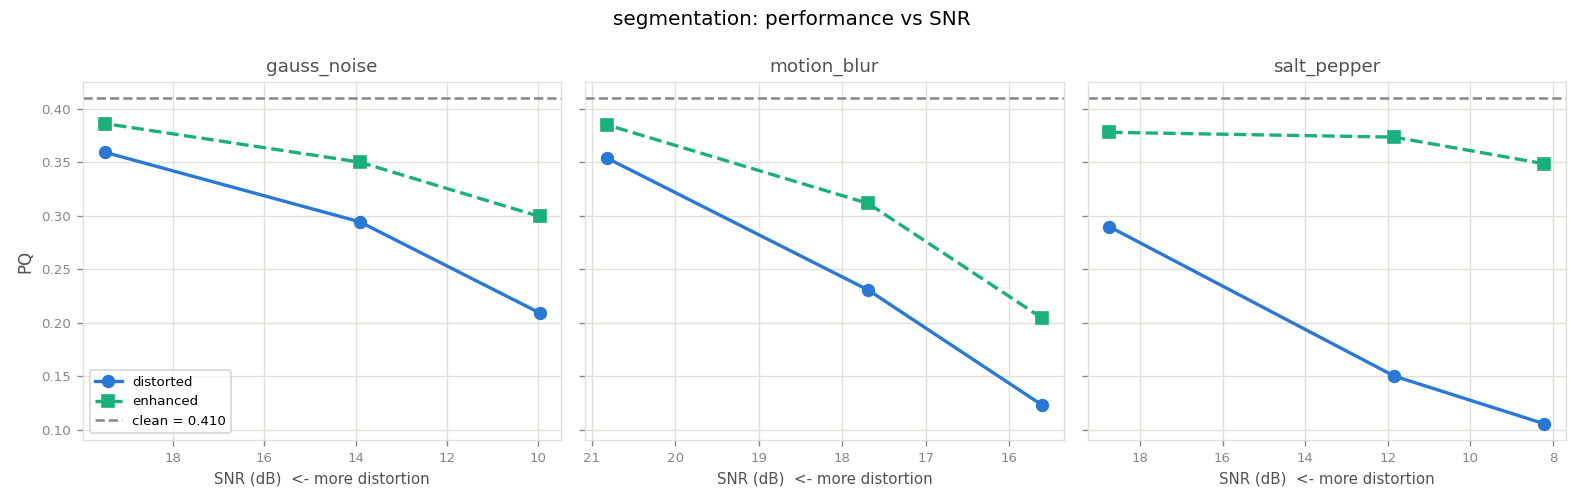 segmentation: performance vs SNR
gauss_noise
motion_blur
salt_pepper
PQ
0.40
0.35
0.30
0.25
0.20
0.15
0.10
distorted
enhanced
clean = 0.410
18 16 14 12 10
21 20 19 18 17 16
18 16 14 12 10 8
SNR (dB) <- more distortion
SNR (dB) <- more distortion
SNR (dB) <- more distortion